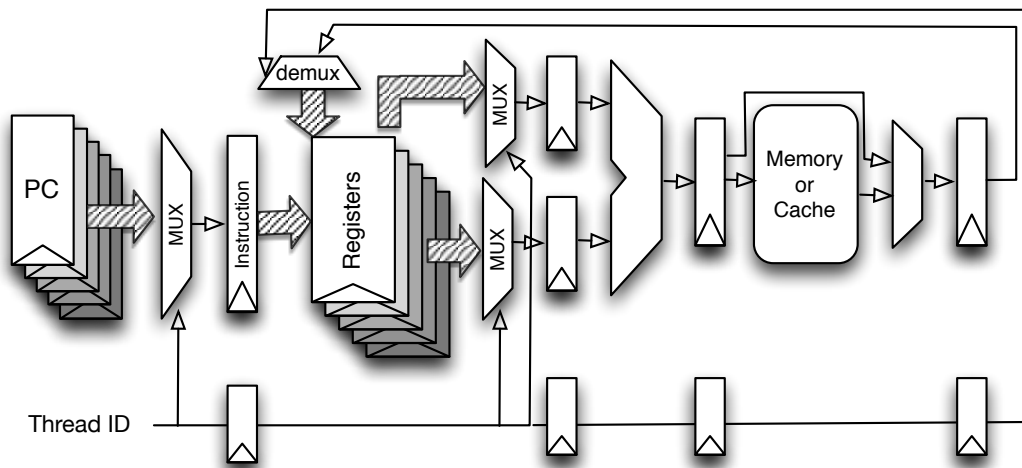 demux
MUX
PC
MUX
Instruction
Registers
MUX
Memory
or
Cache
Thread ID